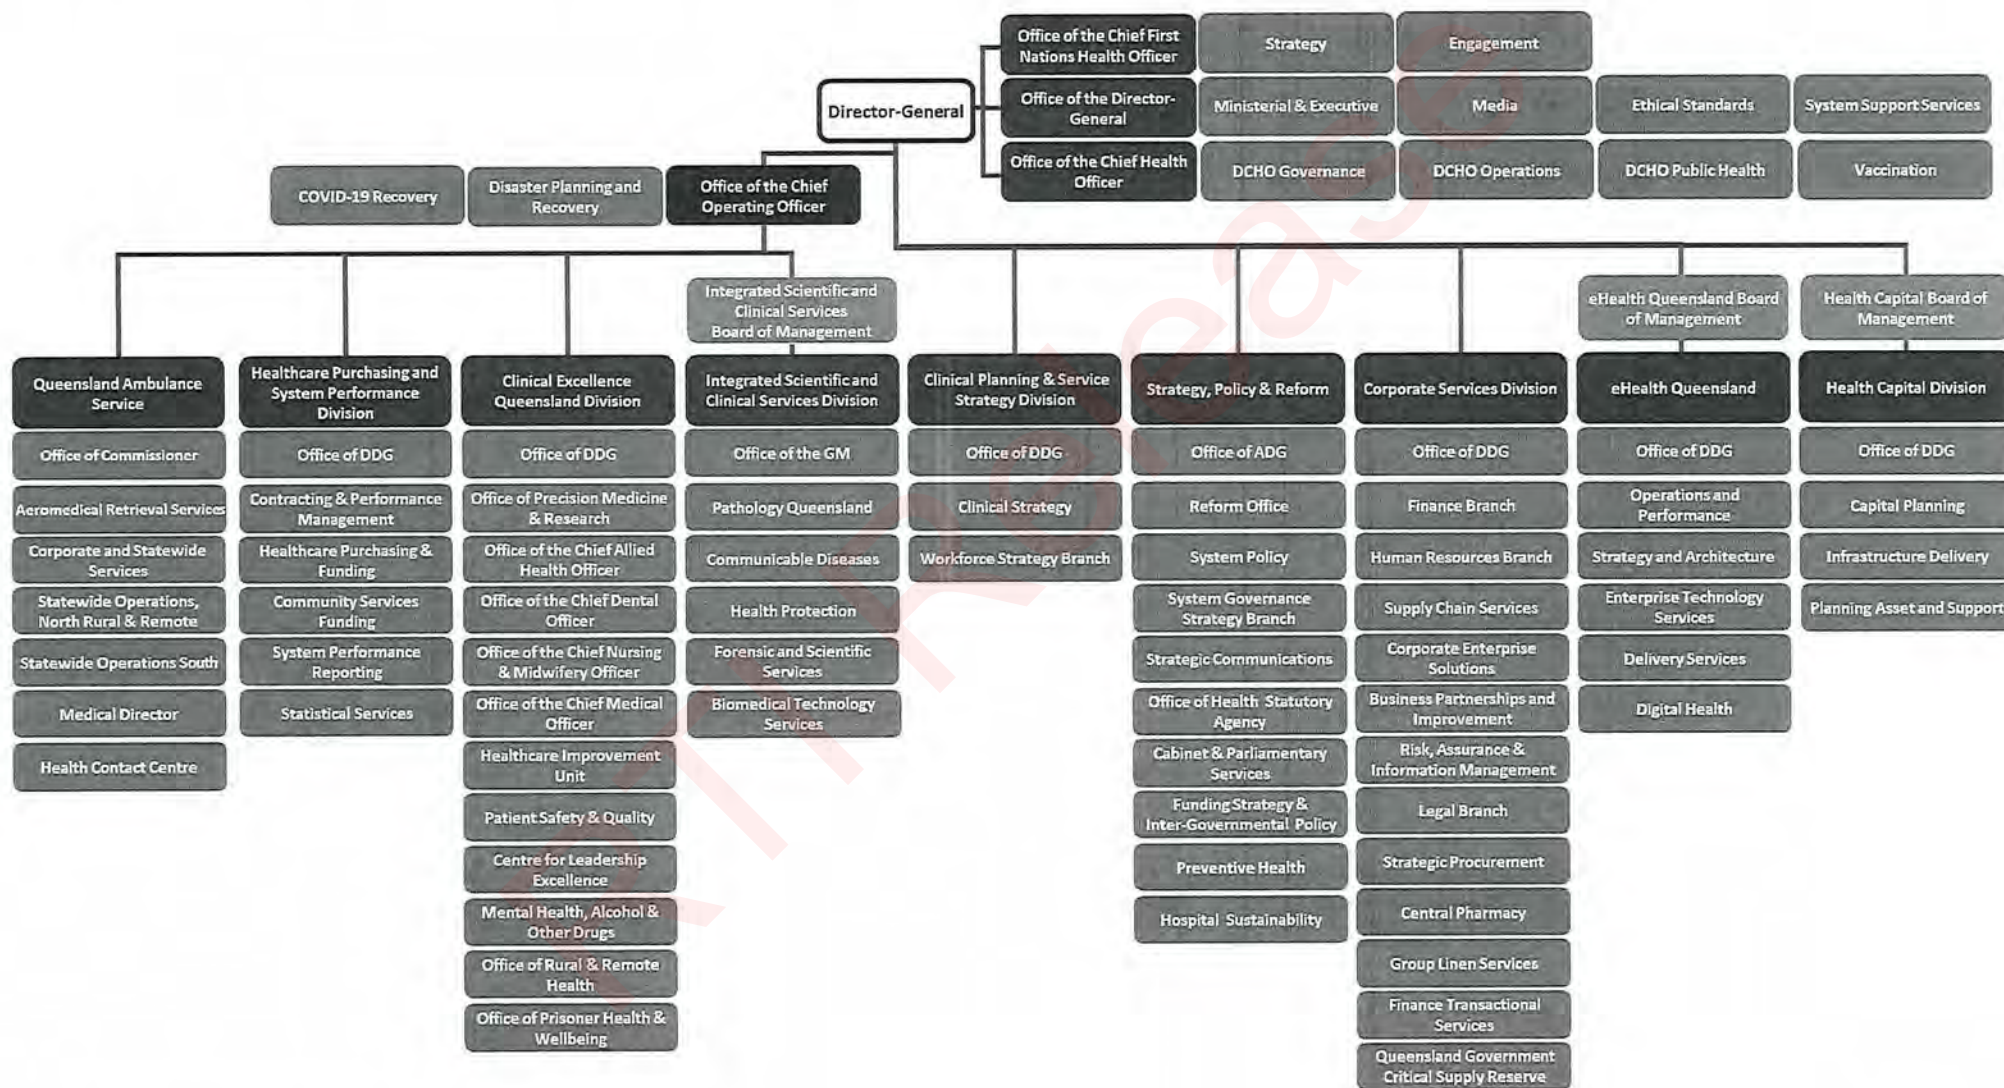 Office of the Chief First
Nations Health Officer
Strategy
Engagement
Director-General
Office of the Director-
General
Ministerial & Executive
Media
Ethical Standards
System Support Services
Office of the Chief Health
Officer
DCHO Governance
DCHO Operations
DCHO Public Health
Vaccination
COVID-19 Recovery
Disaster Planning and
Recovery
Office of the Chief
Operating Officer
Integrated Scientific and
Clinical Services
Board of Management
eHealth Queensland Board
of Management
Health Capital Board of
Management
Queensland Ambulance
Service
Office of Commissioner
Aeromedical Retrieval Services
Corporate and Statewide
Services
Statewide Operations,
North Rural & Remote
Statewide Operations South
Medical Director
Health Contact Centre
Healthcare Purchasing and
System Performance
Division
Office of DDG
Contracting & Performance
Management
Healthcare Purchasing &
Funding
Community Services
Funding
System Performance
Reporting
Statistical Services
Clinical Excellence
Queensland Division
Office of DDG
Office of Precision Medicine
& Research
Office of the Chief Allied
Health Officer
Office of the Chief Dental
Officer
Office of the Chief Nursing
& Midwifery Officer
Office of the Chief Medical
Officer
Healthcare Improvement
Unit
Patient Safety & Quality
Centre for Leadership
Excellence
Mental Health, Alcohol &
Other Drugs
Office of Rural & Remote
Health
Office of Prisoner Health &
Wellbeing
Integrated Scientific and
Clinical Services Division
Office of the GM
Pathology Queensland
Communicable Diseases
Health Protection
Forensic and Scientific
Services
Biomedical Technology
Services
Clinical Planning & Service
Strategy Division
Office of DDG
Clinical Strategy
Workforce Strategy Branch
Strategy, Policy & Reform
Office of ADG
Reform Office
System Policy
System Governance
Strategy Branch
Strategic Communications
Office of Health Statutory
Agency
Cabinet & Parliamentary
Services
Funding Strategy &
Inter-Governmental Policy
Preventive Health
Hospital Sustainability
Corporate Services Division
Office of DDG
Finance Branch
Human Resources Branch
Supply Chain Services
Corporate Enterprise
Solutions
Business Partnerships and
Improvement
Risk, Assurance &
Information Management
Legal Branch
Strategic Procurement
Central Pharmacy
Group Linen Services
Finance Transactional
Services
Queensland Government
Critical Supply Reserve
eHealth Queensland
Office of DDG
Operations and
Performance
Strategy and Architecture
Enterprise Technology
Services
Delivery Services
Digital Health
Health Capital Division
Office of DDG
Capital Planning
Infrastructure Delivery
Planning Asset and Support
RTI Release